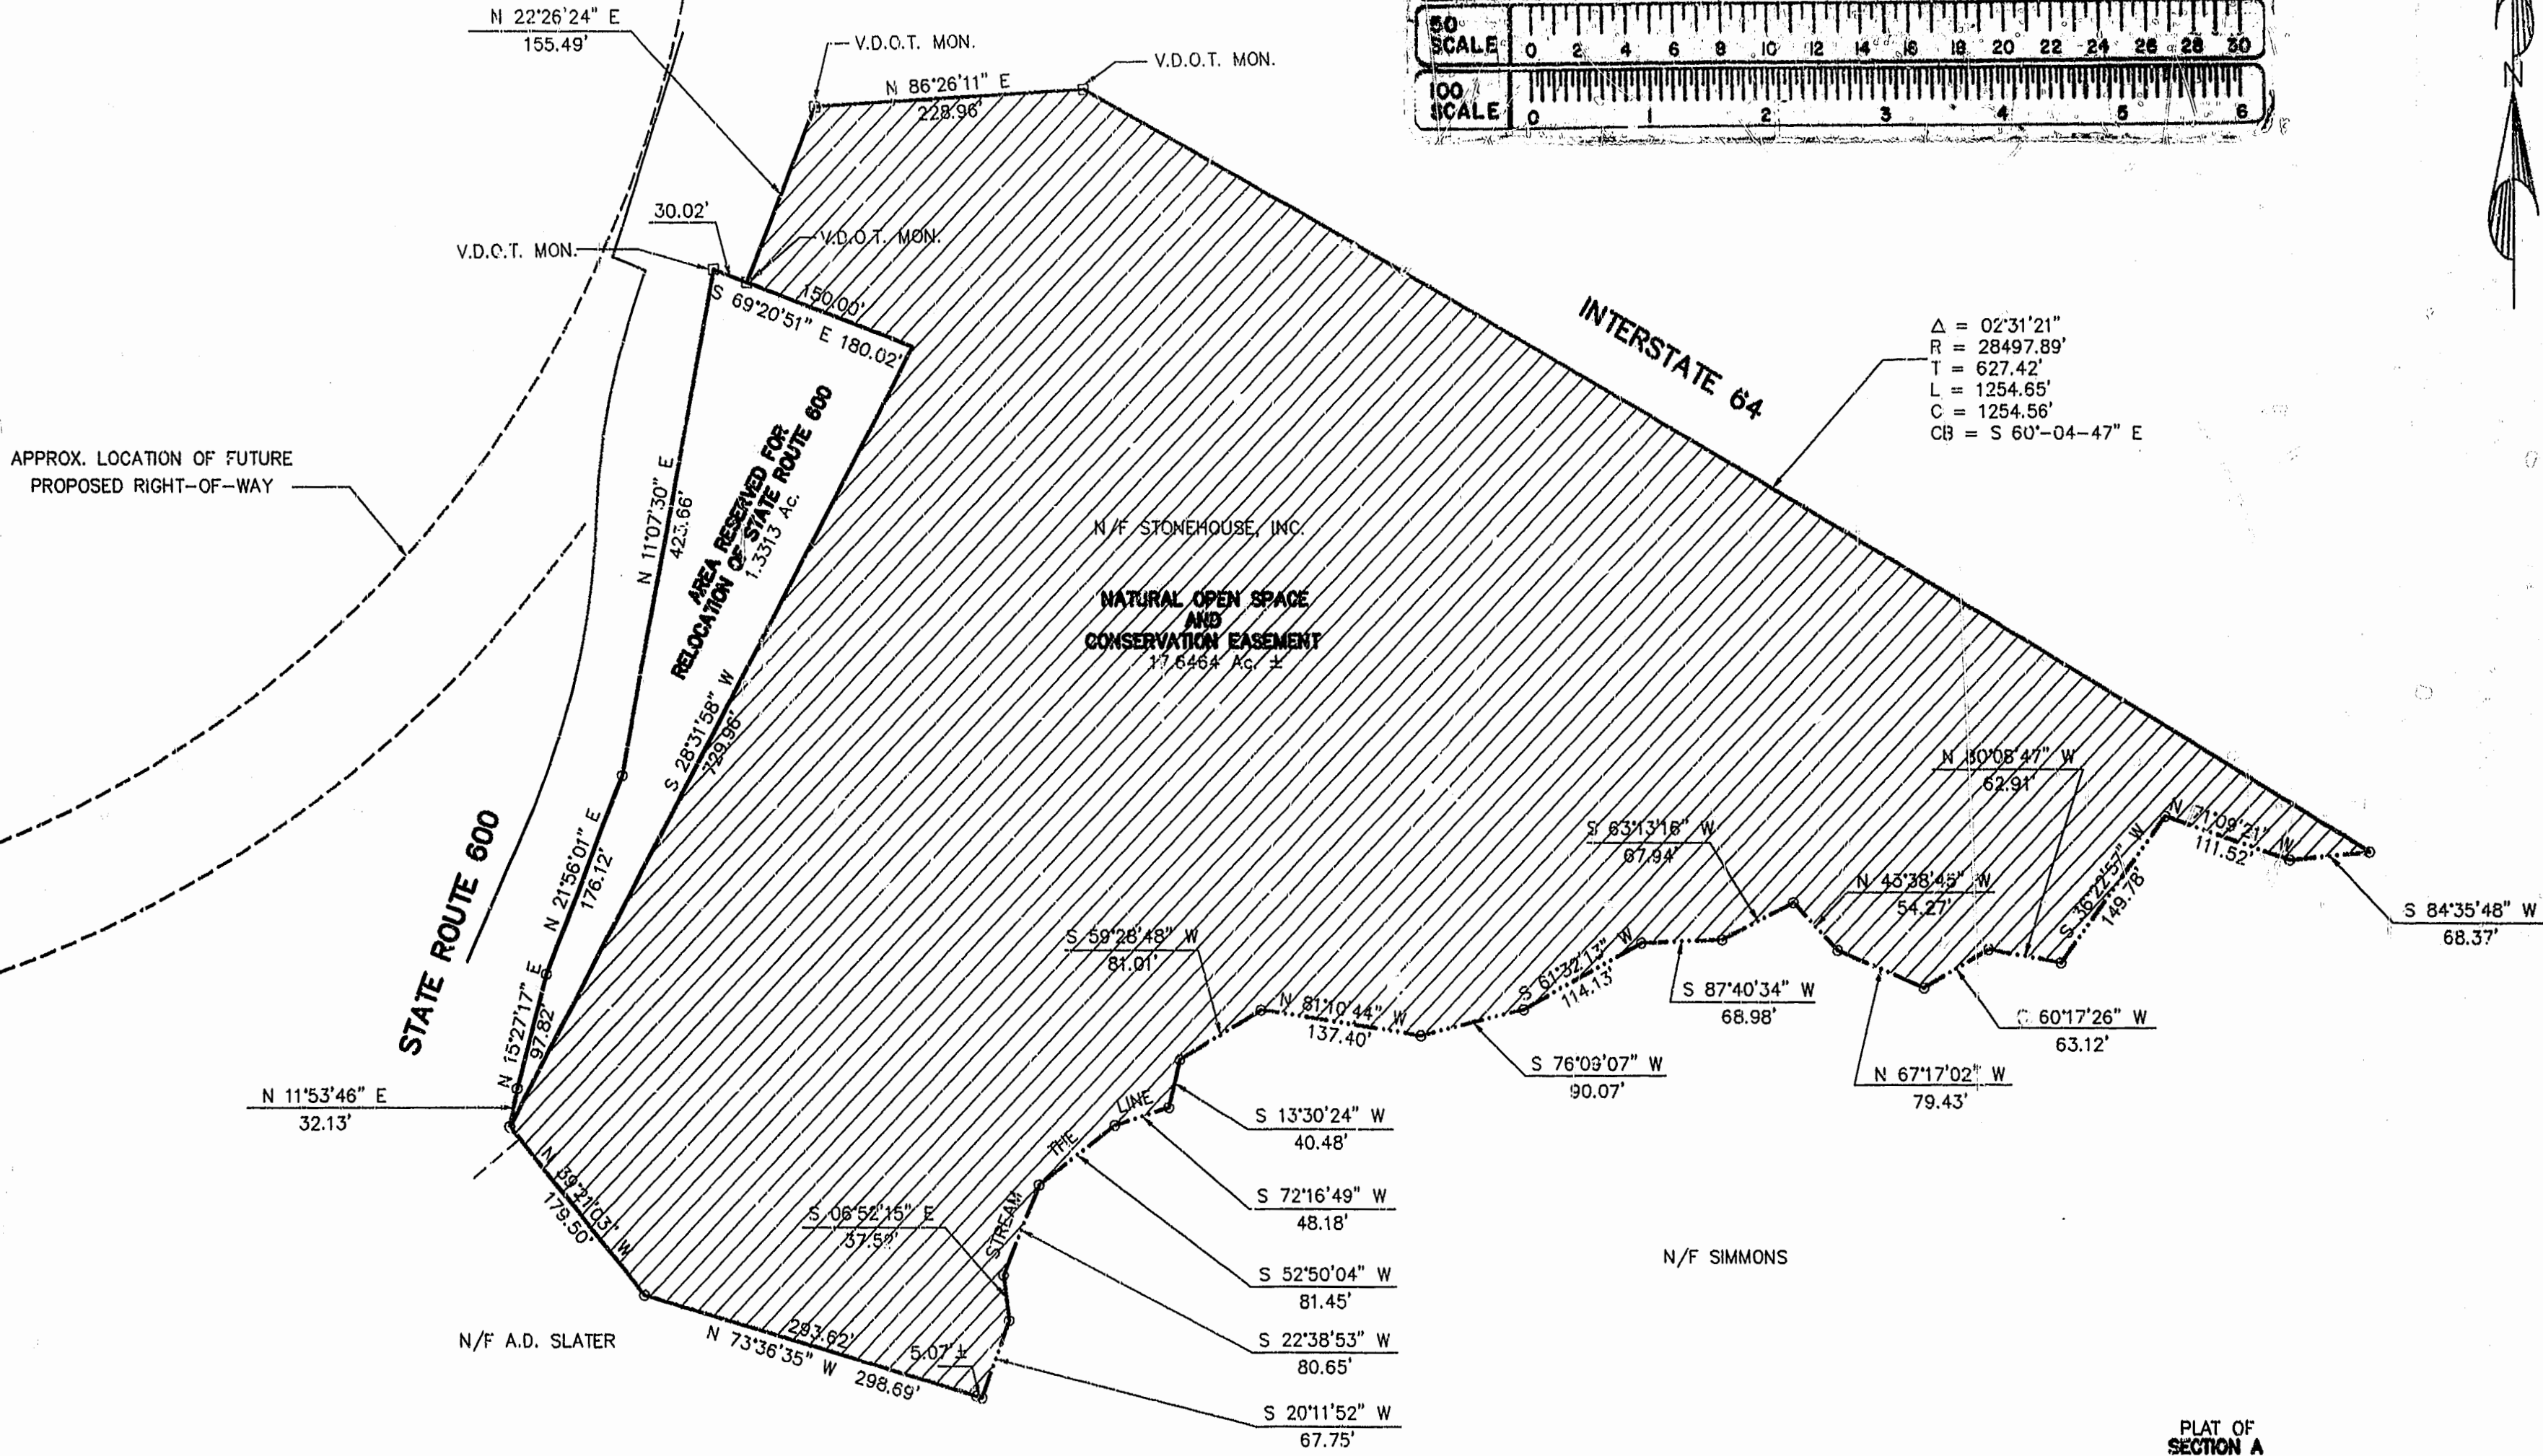 N 22°26'24" E
155.49'
V.D.O.T. MON.
V.D.O.T. MON.
N 86°26'11" E
228.96'
50
SCALE
0 2 4 6 8 10 12 14 16 18 20 22 24 26 28 30
100
SCALE
0 1 2 3 4 5 6
N
30.02'
V.D.O.T. MON.
V.D.O.T. MON.
150.00'
S 69°20'51" E 180.02'
INTERSTATE 64
Δ = 02°31'21"
R = 28497.89'
T = 627.42'
L = 1254.65'
C = 1254.56'
CB = S 60°-04-47" E
APPROX. LOCATION OF FUTURE
PROPOSED RIGHT-OF-WAY
N 11°07'30" E
423.66'
AREA RESERVED FOR
RELOCATION OF STATE ROUTE 600
1.3313 Ac.
N/F STONEHOUSE, INC.
NATURAL OPEN SPACE
AND
CONSERVATION EASEMENT
17.6464 Ac. ±
S 28°31'58" W
729.96'
N 21°56'01" E
176.12'
STATE ROUTE 600
N 15°27'17" E
97.82'
N 11°53'46" E
32.13'
N 80°08'47" W
62.91'
S 63°13'16" W
67.94'
N 71°09'21" W
111.52'
S 36°22'57" W
149.78'
N 43°38'45" W
54.27'
S 84°35'48" W
68.37'
S 59°28'48" W
81.01'
S 61°32'13" W
114.13'
N 81°10'44" W
137.40'
S 87°40'34" W
68.98'
60°17'26" W
63.12'
S 76°09'07" W
90.07'
N 67°17'02" W
79.43'
STREAM THE LINE
S 13°30'24" W
40.48'
S 72°16'49" W
48.18'
N 39°21'03" W
179.50'
S 06°52'15" E
S 52°50'04" W
81.45'
N/F SIMMONS
N/F A.D. SLATER
293.62'
N 73°36'35" W 298.69'
5.07' ±
S 22°38'53" W
80.65'
S 20°11'52" W
67.75'
PLAT OF
SECTION A